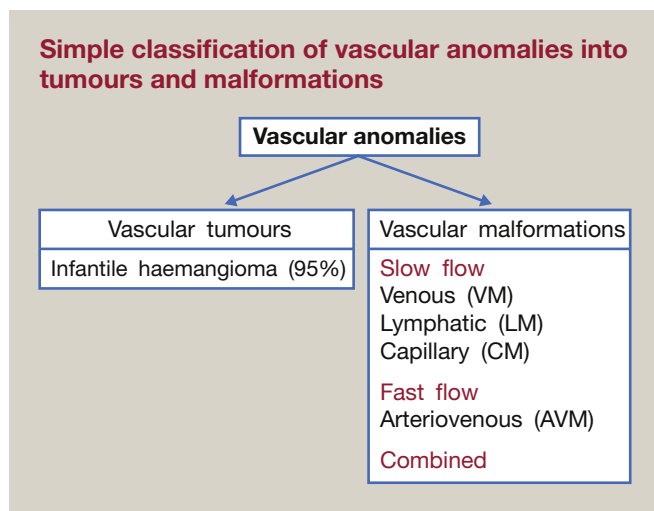 Simple classification of vascular anomalies into
tumours and malformations
Vascular anomalies
Vascular tumours
Infantile haemangioma (95%)
Vascular malformations
Slow flow
Venous (VM)
Lymphatic (LM)
Capillary (CM)
Fast flow
Arteriovenous (AVM)
Combined